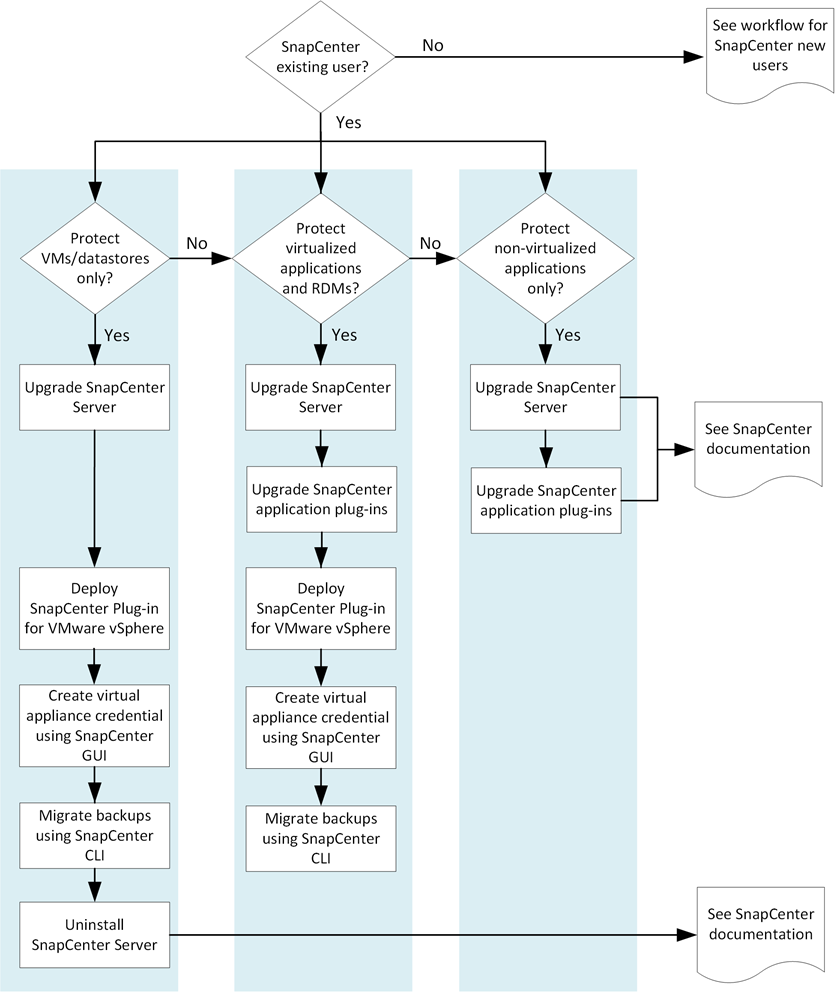 SnapCenter
existing user?
No
See workflow for
SnapCenter new
users
Yes
Protect
VMs/datastores
only?
No
Protect
virtualized
applications
and RDMs?
No
Protect
non-virtualized
applications
only?
Yes
Yes
Yes
Upgrade SnapCenter
Server
Upgrade SnapCenter
Server
Upgrade SnapCenter
Server
See SnapCenter
documentation
Upgrade SnapCenter
application plug-ins
Upgrade SnapCenter
application plug-ins
Deploy
SnapCenter Plug-in
for VMware vSphere
Deploy
SnapCenter Plug-in
for VMware vSphere
Create virtual
appliance credential
using SnapCenter
GUI
Create virtual
appliance credential
using SnapCenter
GUI
Migrate backups
using SnapCenter
CLI
Migrate backups
using SnapCenter
CLI
Uninstall
SnapCenter Server
See SnapCenter
documentation